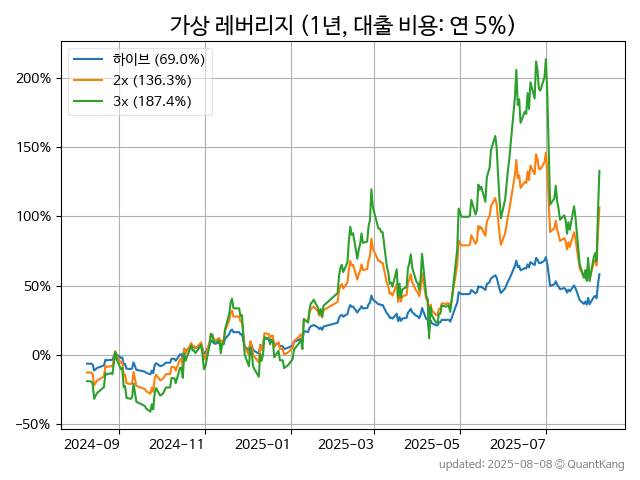 가상 레버리지 (1년, 대출 비용: 연 5%)
하이브 (69.0%)
2x (136.3%)
3x (187.4%)
200%
150%
100%
50%
0%
−50%
2024-09 2024-11 2025-01 2025-03 2025-05 2025-07
updated: 2025-08-08 © QuantKang